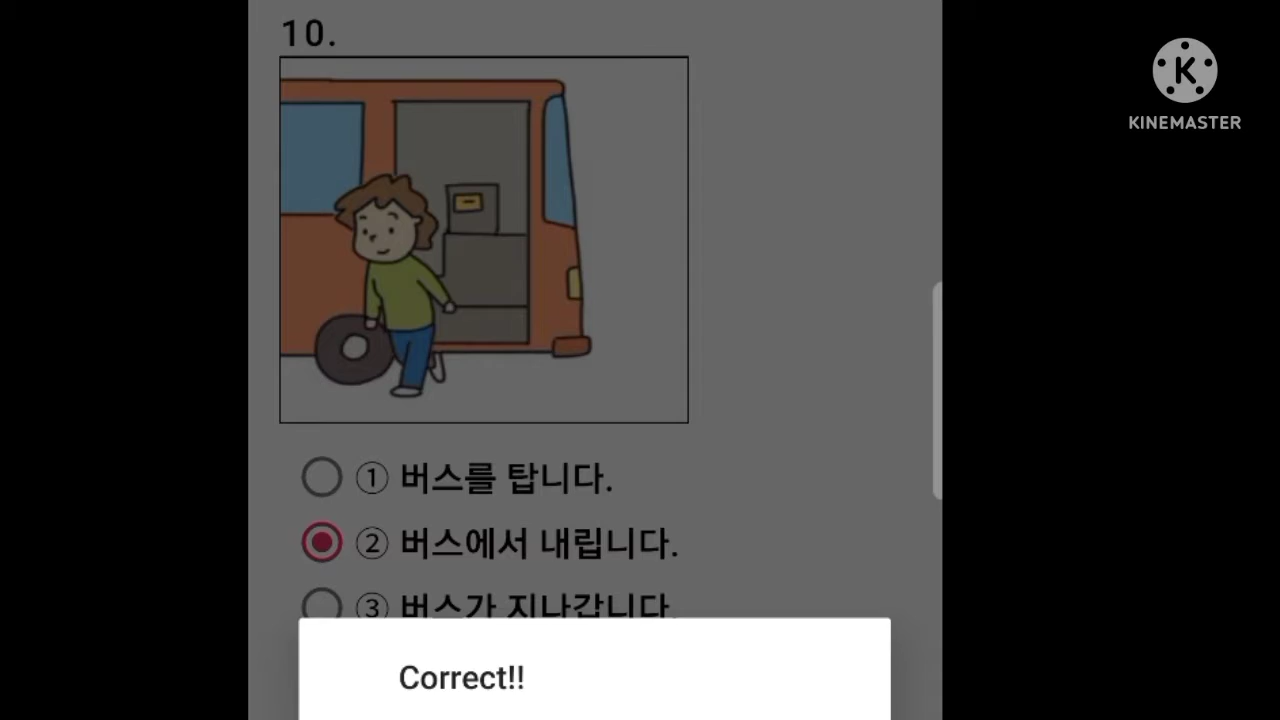 10.
KINEMASTER
① 버스를 탑니다.
② 버스에서 내립니다.
③ 버스가 지나갑니다.
Correct!!